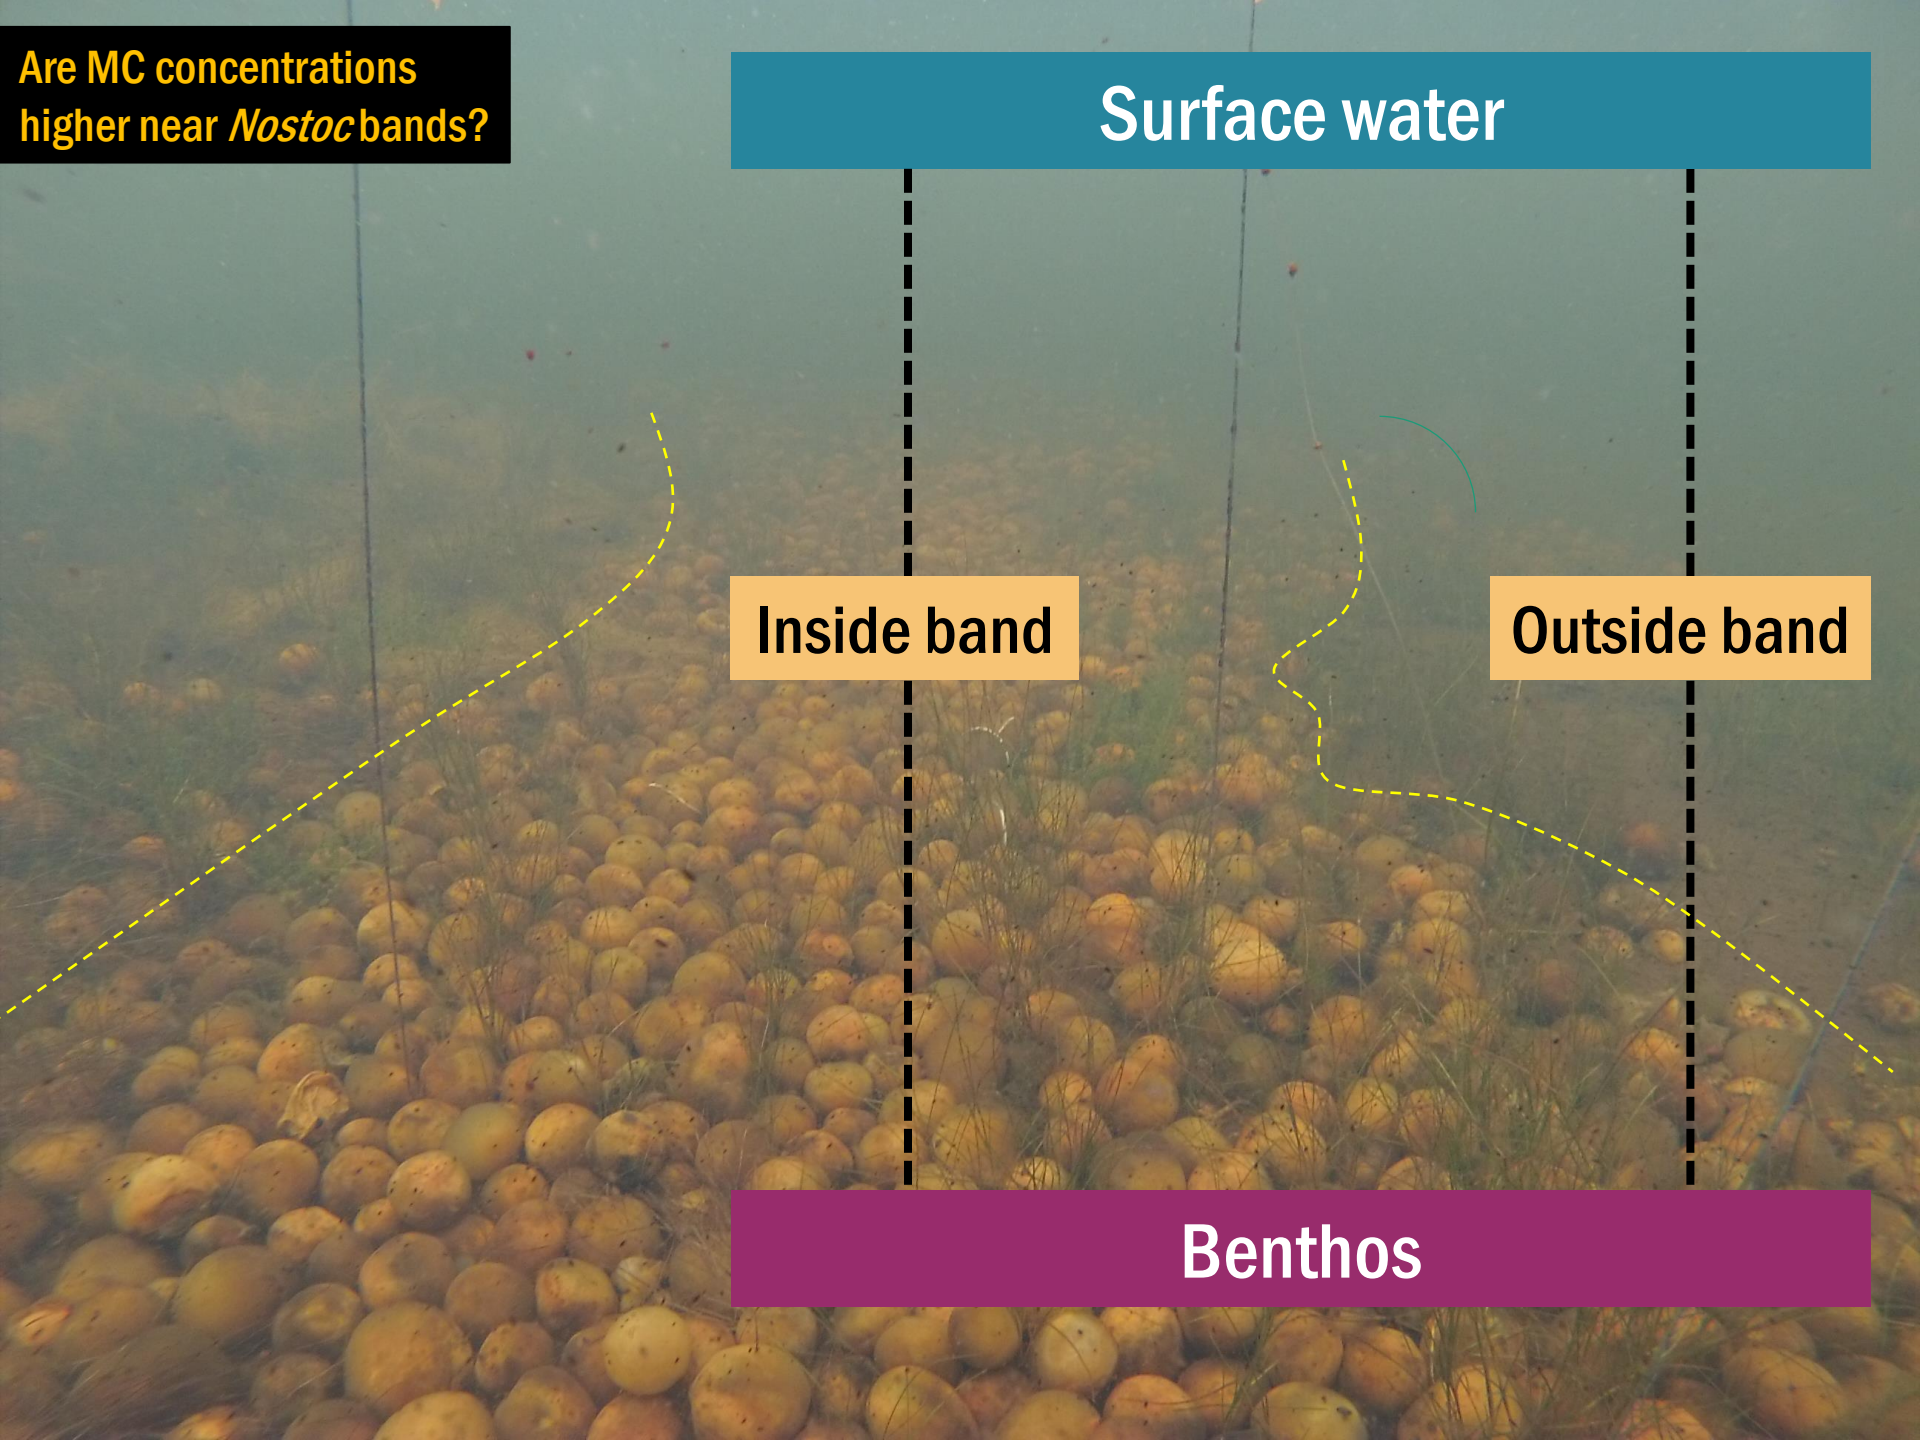 Are MC concentrations
higher near Nostoc bands?
Surface water
Inside band
Outside band
Benthos